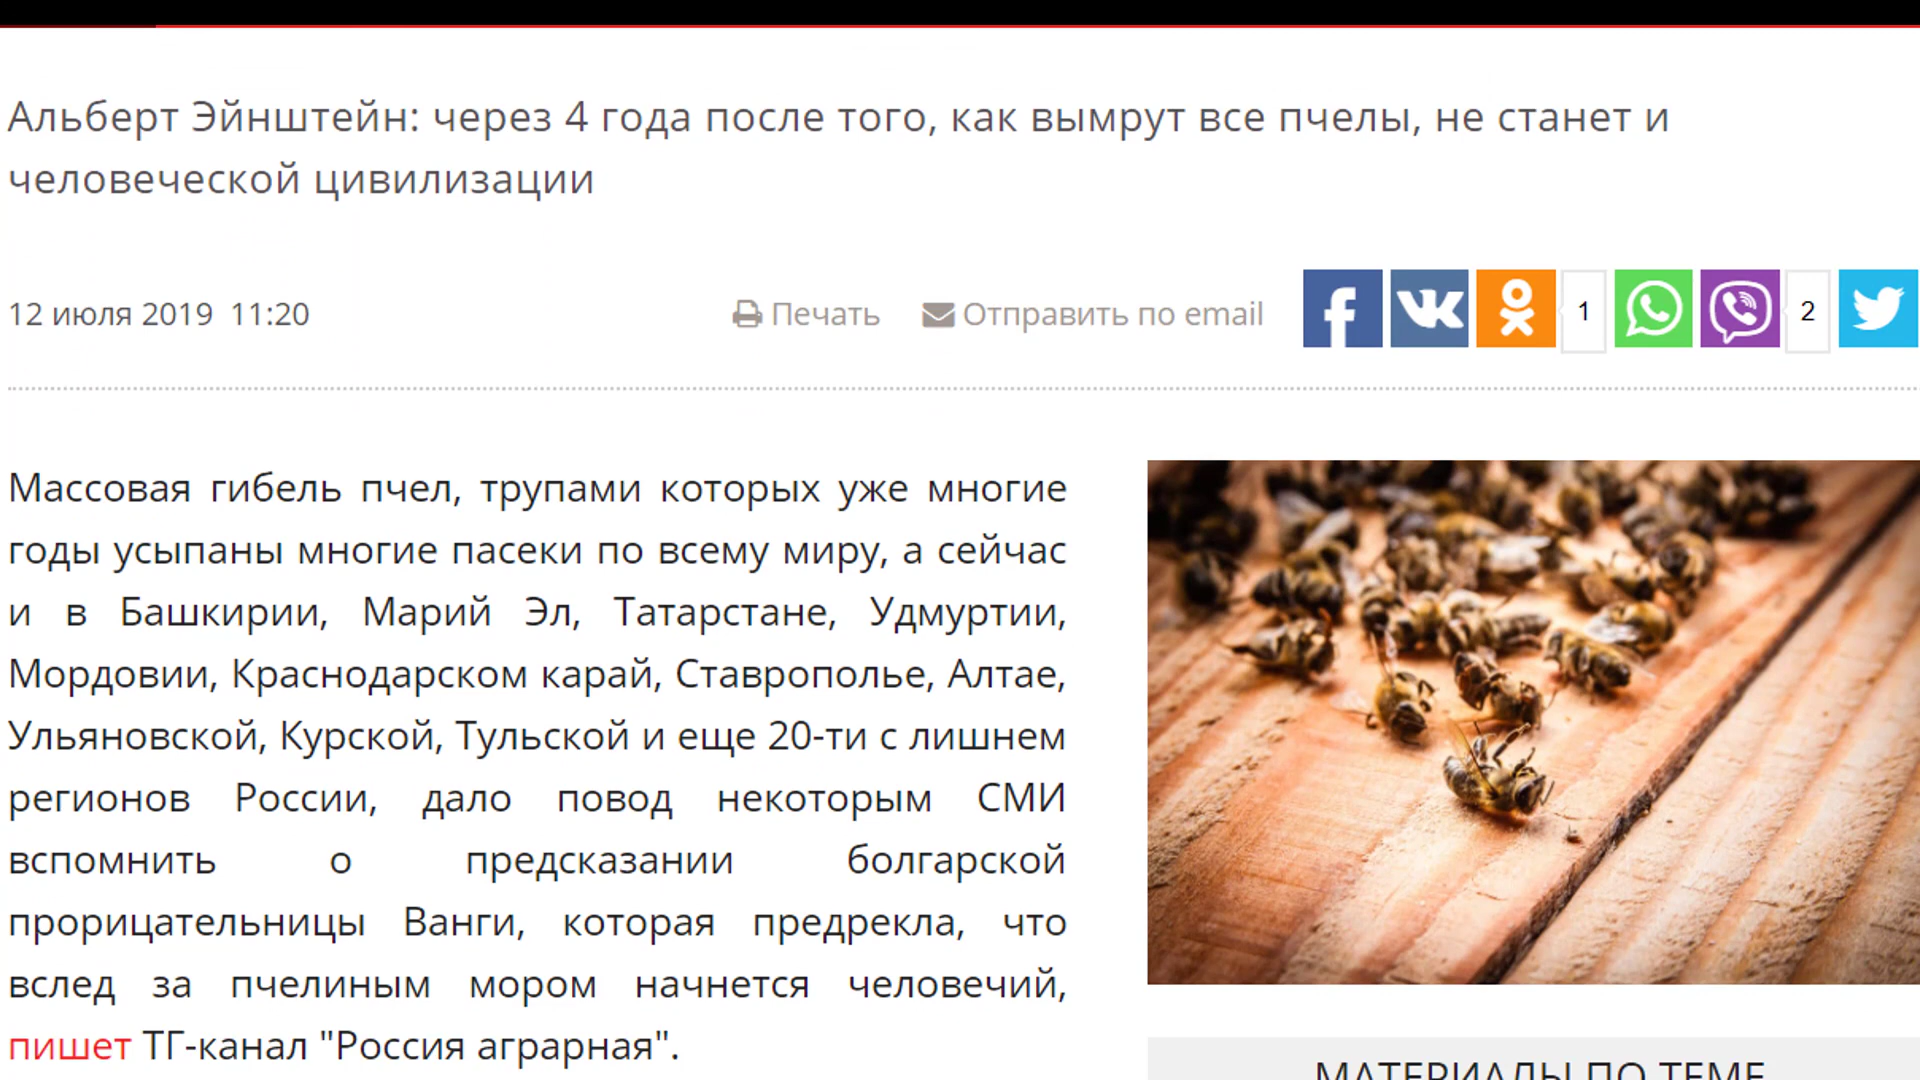 Альберт Эйнштейн: через 4 года после того, как вымрут все пчелы, не станет и
человеческой цивилизации
12 июля 2019 11:20
Печать
Отправить по email
1
2
Массовая гибель пчел, трупами которых уже многие
годы усыпаны многие пасеки по всему миру, а сейчас
и в Башкирии, Марий Эл, Татарстане, Удмуртии,
Мордовии, Краснодарском карай, Ставрополье, Алтае,
Ульяновской, Курской, Тульской и еще 20-ти с лишнем
регионов России, дало повод некоторым СМИ
вспомнить о предсказании болгарской
прорицательницы Ванги, которая предрекла, что
вслед за пчелиным мором начнется человечий,
пишет ТГ-канал "Россия аграрная".
МАТЕРИАЛЫ ПО ТЕМЕ